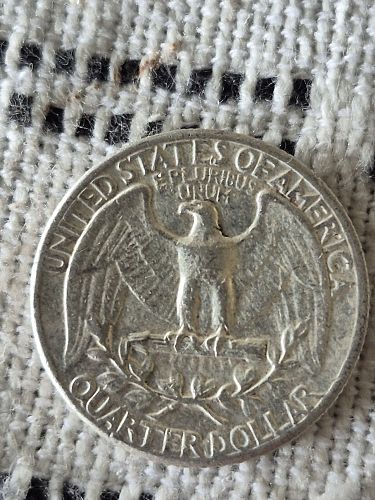 UNITED STATES OF AMERICA
E PLURIBUS
UNUM
QUARTER DOLLAR